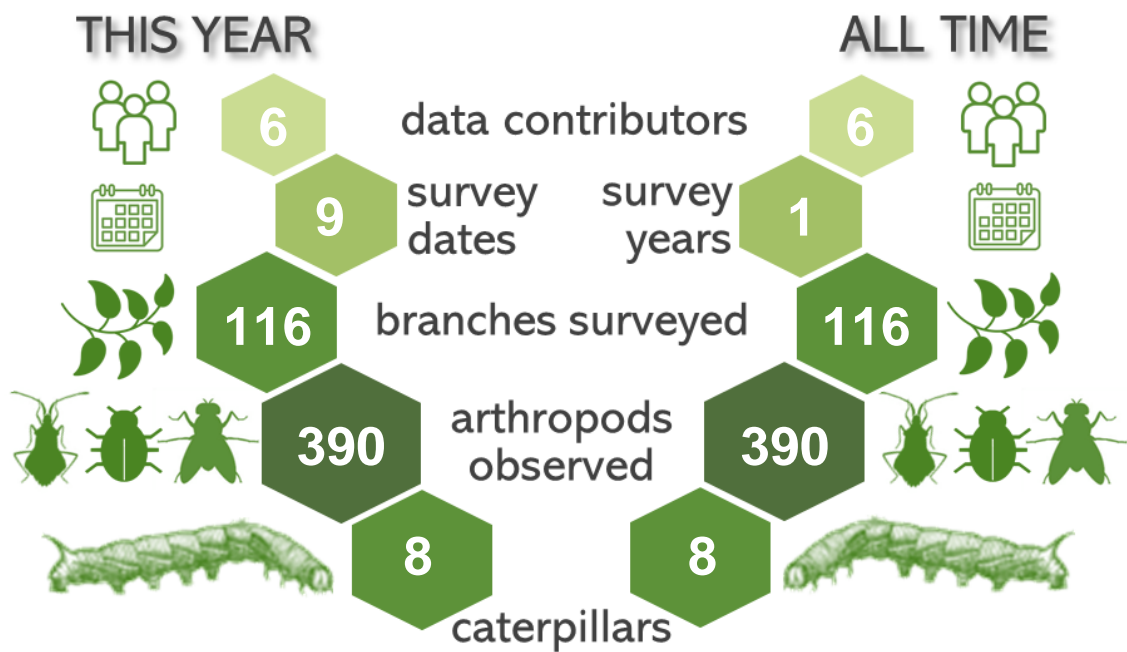 THIS YEAR
ALL TIME
6 data contributors 6
9 survey dates survey years 1
116 branches surveyed 116
390 arthropods observed 390
8 8
caterpillars